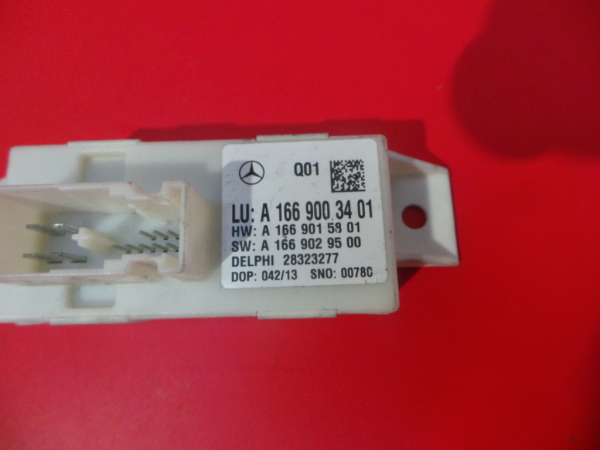 Q01
LU: A 166 900 34 01
HW: A 166 901 58 01
SW: A 166 902 95 00
DELPHI 28323277
DOP: 042/13 SNO: 0078C